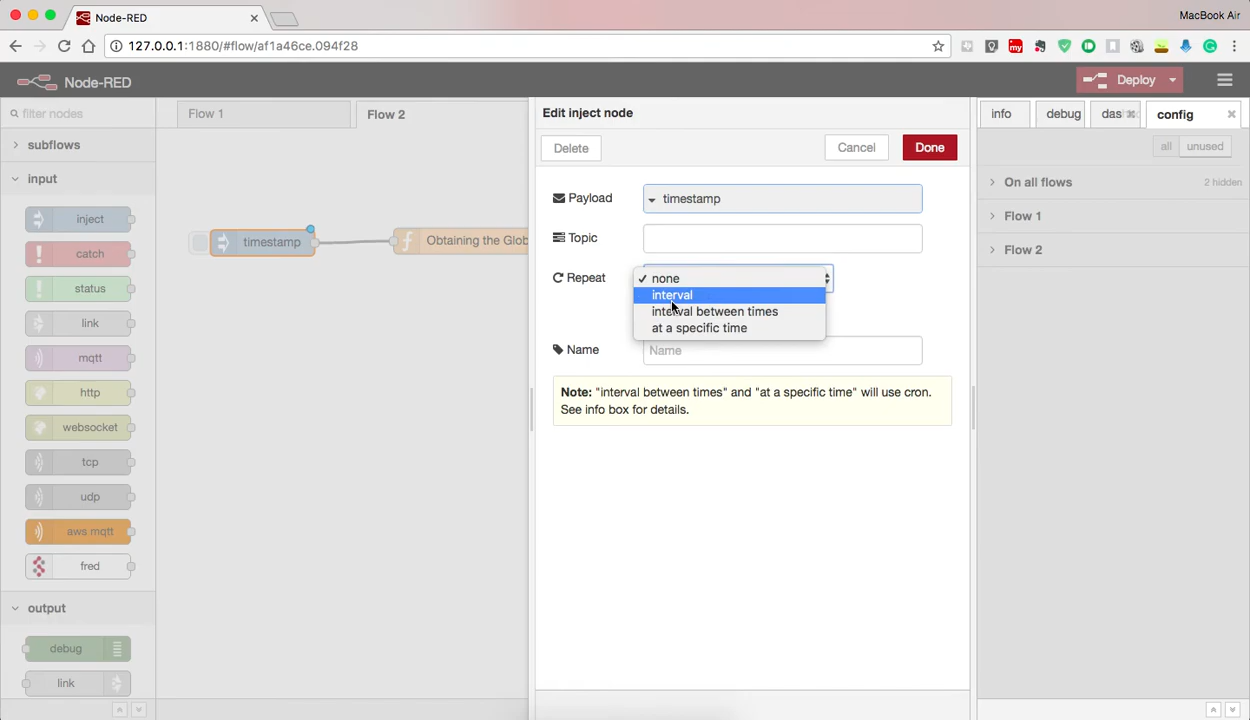 Node-RED
MacBook Air
127.0.0.1:1880/#flow/af1a46ce.094f28
my
Node-RED
Deploy
filter nodes
Flow 1
Flow 2
Edit inject node
info
debug
das
config
subflows
Delete
Cancel
Done
all
unused
input
On all flows
2 hidden
inject
Payload
timestamp
Flow 1
catch
timestamp
Obtaining the Glob
Topic
Flow 2
status
Repeat
none
interval
link
interval between times
at a specific time
mqtt
Name
Name
http
Note: "interval between times" and "at a specific time" will use cron.
See info box for details.
websocket
tcp
udp
aws mqtt
fred
output
debug
link